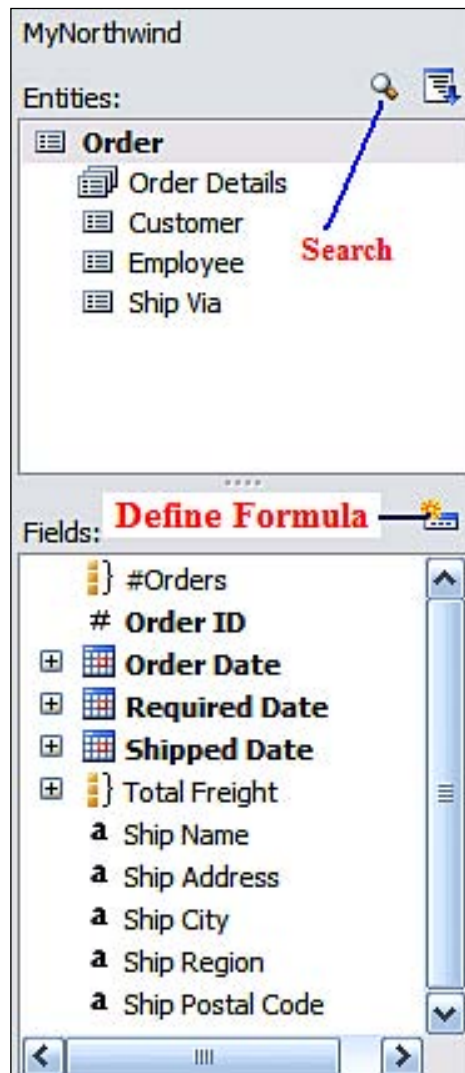 MyNorthwind
Entities:
Order
Order Details
Customer
Employee
Ship Via
Search
Define Formula
Fields:
#Orders
# Order ID
Order Date
Required Date
Shipped Date
Total Freight
a Ship Name
a Ship Address
a Ship City
a Ship Region
a Ship Postal Code